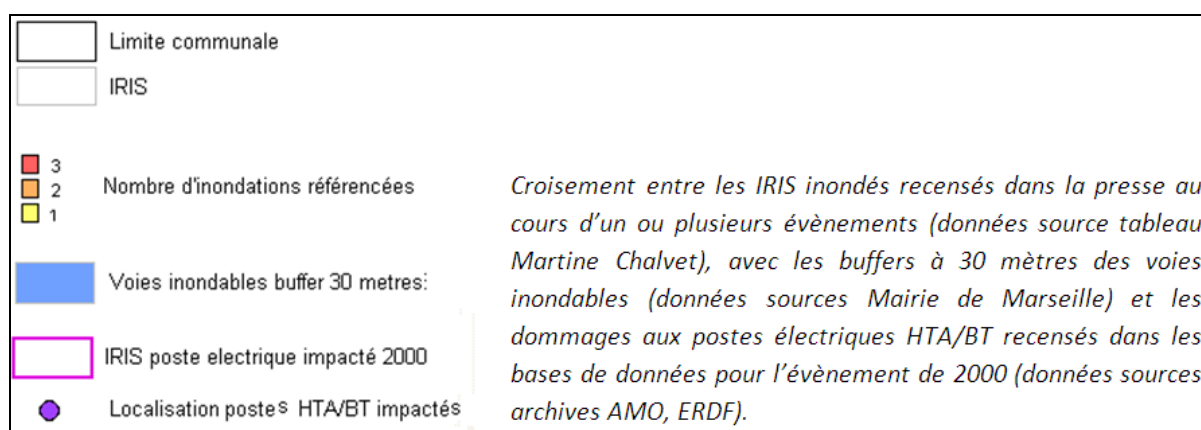 Limite communale
IRIS
3
2
1
Nombre d'inondations référencées
Voies inondables buffer 30 metres:
IRIS poste electrique impacté 2000
Localisation postes HTA/BT impactés
Croisement entre les IRIS inondés recensés dans la presse au
cours d'un ou plusieurs évènements (données source tableau
Martine Chalvet), avec les buffers à 30 mètres des voies
inondables (données sources Mairie de Marseille) et les
dommages aux postes électriques HTA/BT recensés dans les
bases de données pour l'évènement de 2000 (données sources
archives AMO, ERDF).